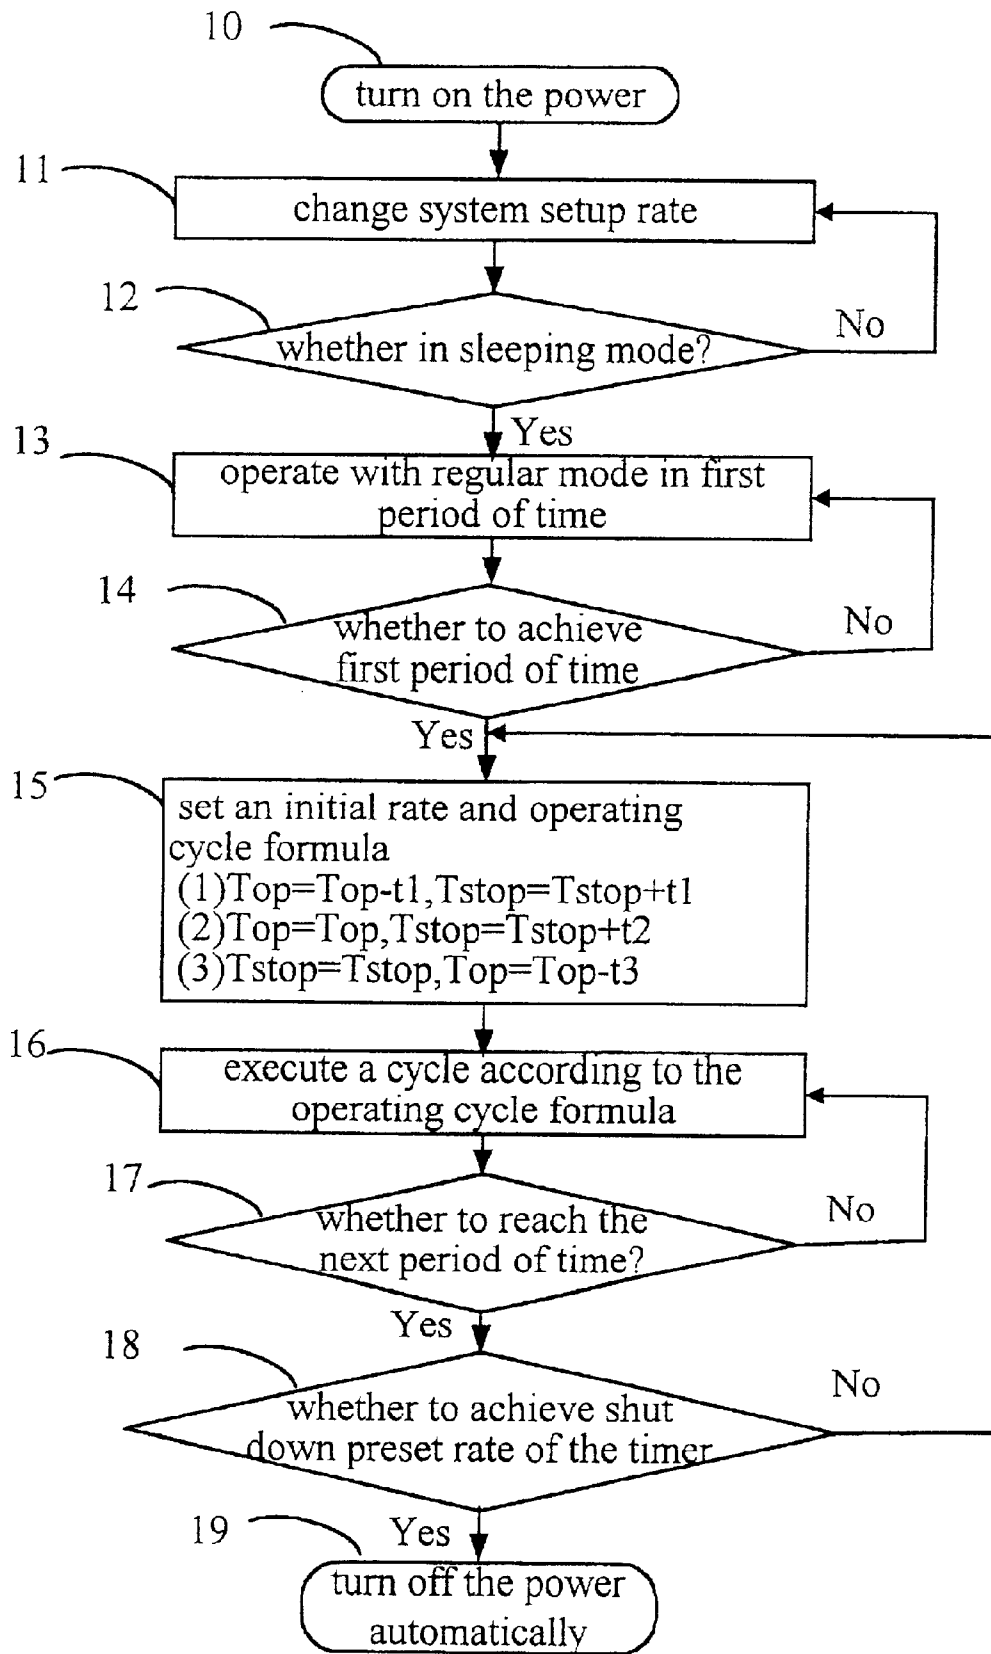 10
turn on the power
11
change system setup rate
12
whether in sleeping mode?
No
Yes
13
operate with regular mode in first
period of time
14
whether to achieve
first period of time
No
Yes
15
set an initial rate and operating
cycle formula
(1)Top=Top-t1,Tstop=Tstop+t1
(2)Top=Top,Tstop=Tstop+t2
(3)Tstop=Tstop,Top=Top-t3
16
execute a cycle according to the
operating cycle formula
17
whether to reach the
next period of time?
No
Yes
18
whether to achieve shut
down preset rate of the timer
No
Yes
19
turn off the power
automatically